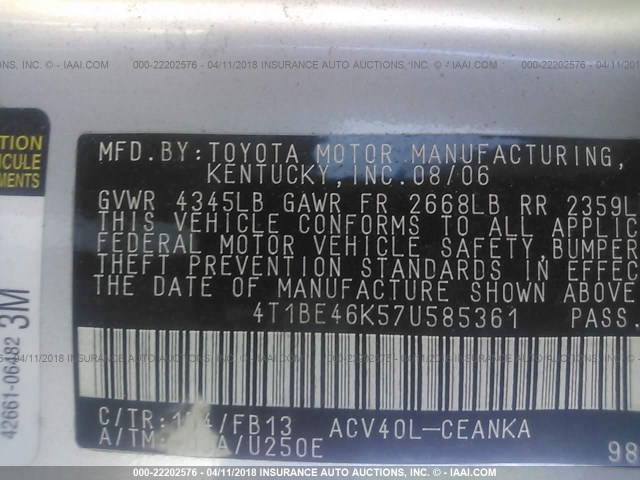 000-22202576 - 04/11/2018 INSURANCE AUTO AUCTIONS, INC. - © IAAI.COM
MFD.BY:TOYOTA MOTOR MANUFACTURING,
KENTUCKY,INC.08/06
GVWR 4345LB GAWR FR 2668LB RR 2359L
THIS VEHICLE CONFORMS TO ALL APPLIC
FEDERAL MOTOR VEHICLE SAFETY,BUMPER
THEFT PREVENTION STANDARDS IN EFFEC
THE DATE OF MANUFACTURE SHOWN ABOVE
4T1BE46K57U585361 PASS.
C/TR: /FB13 ACV40L-CEANKA
A/TM: A/U250E 98
TION
ICULE
EMENTS
42661-06482 3M
000-22202576 - 04/11/2018 INSURANCE AUTO AUCTIONS, INC. - © IAAI.COM
000-22202576 - 04/11/2018 INSURANCE AUTO AUCTIONS, INC. - © IAAI.COM